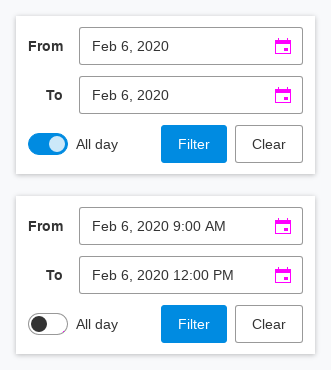 From Feb 6, 2020
To Feb 6, 2020
All day Filter Clear
From Feb 6, 2020 9:00 AM
To Feb 6, 2020 12:00 PM
All day Filter Clear